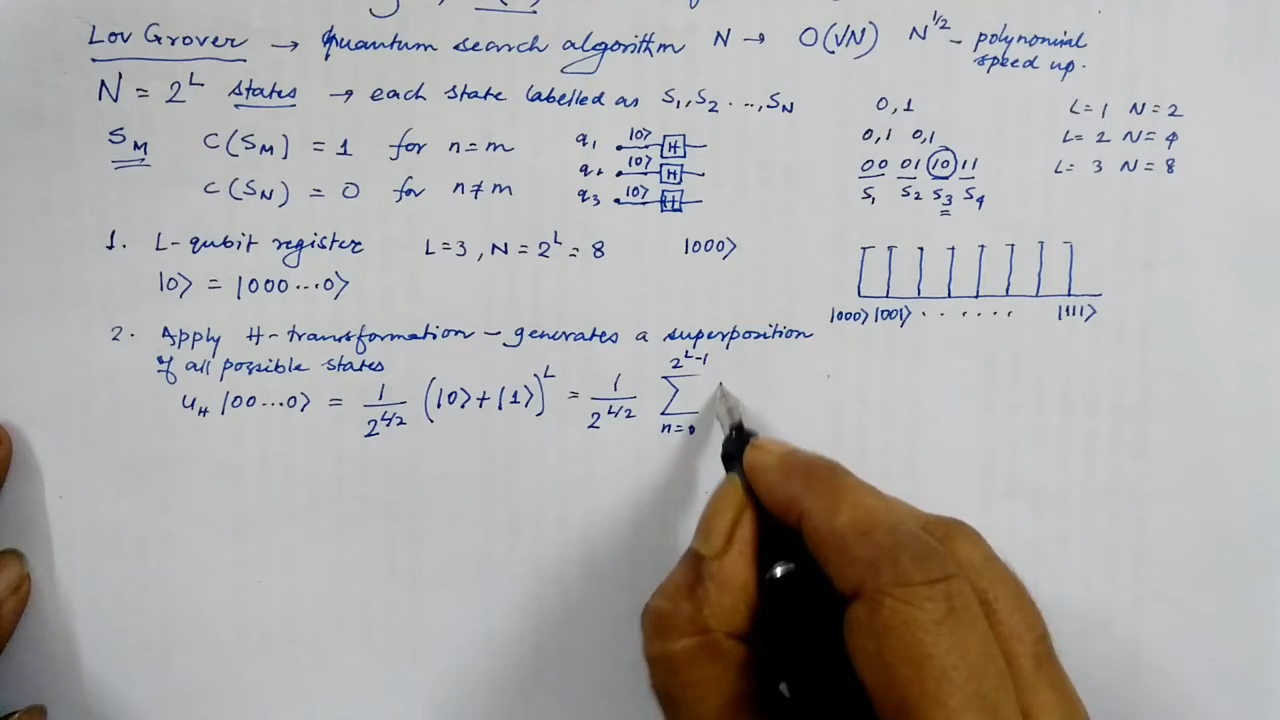 Lov Grover → Quantum search algorithm N → O(√N) N^1/2 - polynomial speed up.
N = 2^L states → each state labelled as S1, S2 ..., SN
0, 1 L=1 N=2
SM C(SM) = 1 for n=m
q1 |0> H
0,1 0,1 L=2 N=4
q2 |0> H
00 01 10 11 L=3 N=8
C(SN) = 0 for n≠m
q3 |0> H
S1 S2 S3 S4
1. L-qubit register L=3, N=2^L=8 |000>
|0> = |000...0>
|000> |001> ...... |111>
2. Apply H-transformation - generates a superposition
of all possible states
U_H |00...0> = 1/2^L/2 (|0>+|1>)^L = 1/2^L/2 Σ n=0 2^L-1